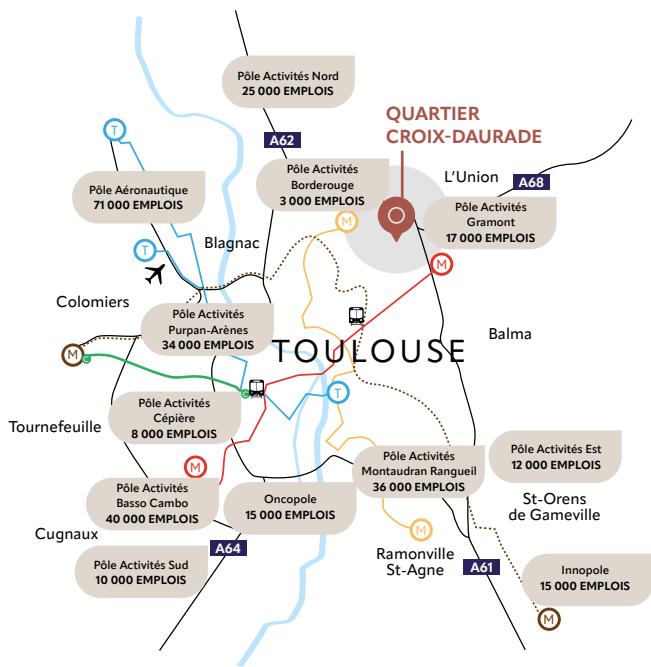 Pôle Activités Nord
25 000 EMPLOIS
QUARTIER
CROIX-DAURADE
T
A62
Pôle Activités
Borderouge
3 000 EMPLOIS
L'Union
A68
Pôle Aéronautique
71 000 EMPLOIS
M
Pôle Activités
Gramont
17 000 EMPLOIS
T
Blagnac
M
Colomiers
Pôle Activités
Purpan-Arènes
34 000 EMPLOIS
Balma
M
C
TOULOUSE
C
T
Pôle Activités
Cépière
8 000 EMPLOIS
Tournefeuille
M
Pôle Activités
Montaudran Rangueil
36 000 EMPLOIS
Pôle Activités Est
12 000 EMPLOIS
Pôle Activités
Basso Cambo
40 000 EMPLOIS
Oncopole
15 000 EMPLOIS
St-Orens
de Gameville
Cugnaux
M
A64
Ramonville
St-Agne
Pôle Activités Sud
10 000 EMPLOIS
A61
Innopole
15 000 EMPLOIS
M